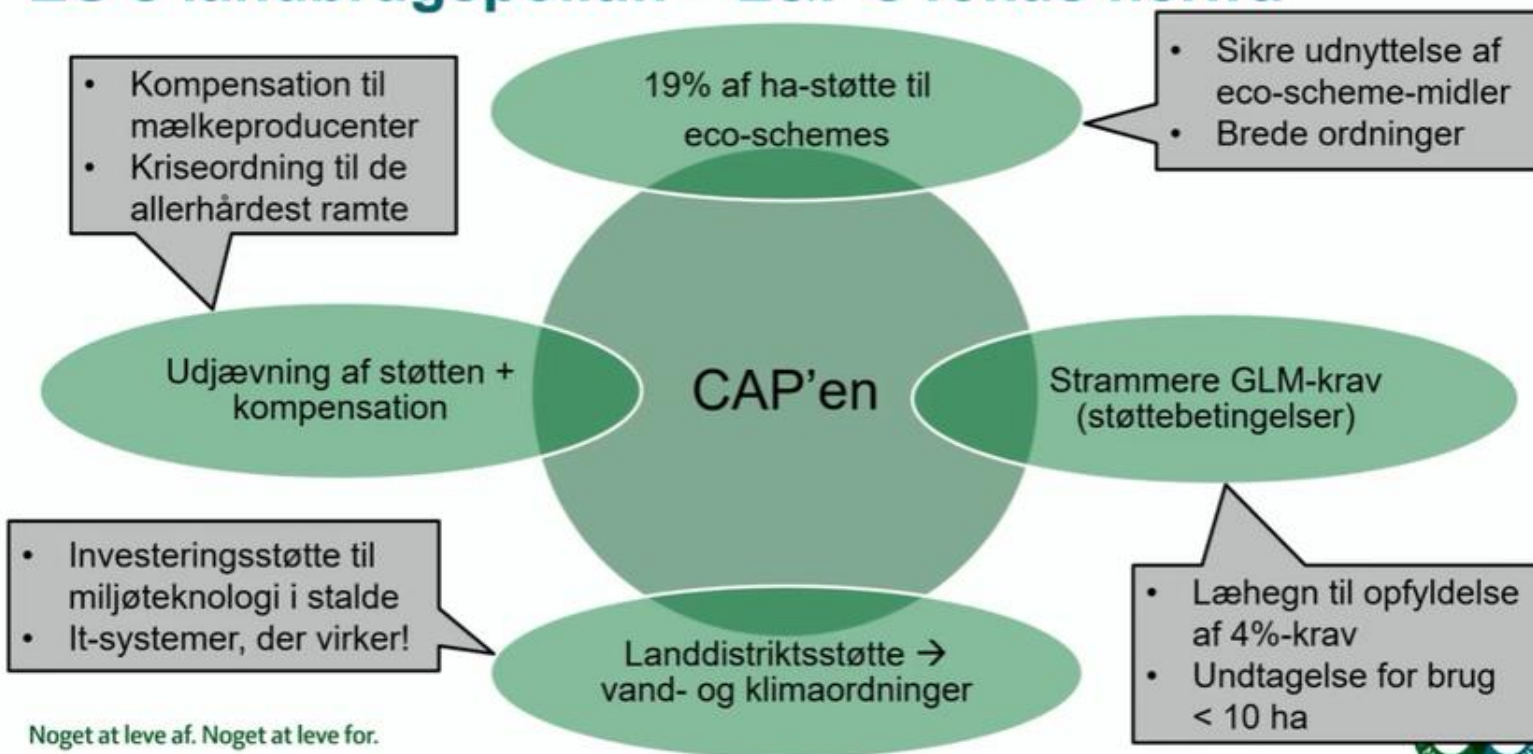 • Kompensation til
mælkeproducenter
• Kriseordning til de
allerhårdest ramte
19% af ha-støtte til
eco-schemes
• Sikre udnyttelse af
eco-scheme-midler
• Brede ordninger
Udjævning af støtten +
kompensation
CAP'en
Strammere GLM-krav
(støttebetingelser)
• Investeringsstøtte til
miljøteknologi i stalde
• It-systemer, der virker!
Landdistriktsstøtte →
vand- og klimaordninger
• Læhegn til opfyldelse
af 4%-krav
• Undtagelse for brug
< 10 ha
Noget at leve af. Noget at leve for.